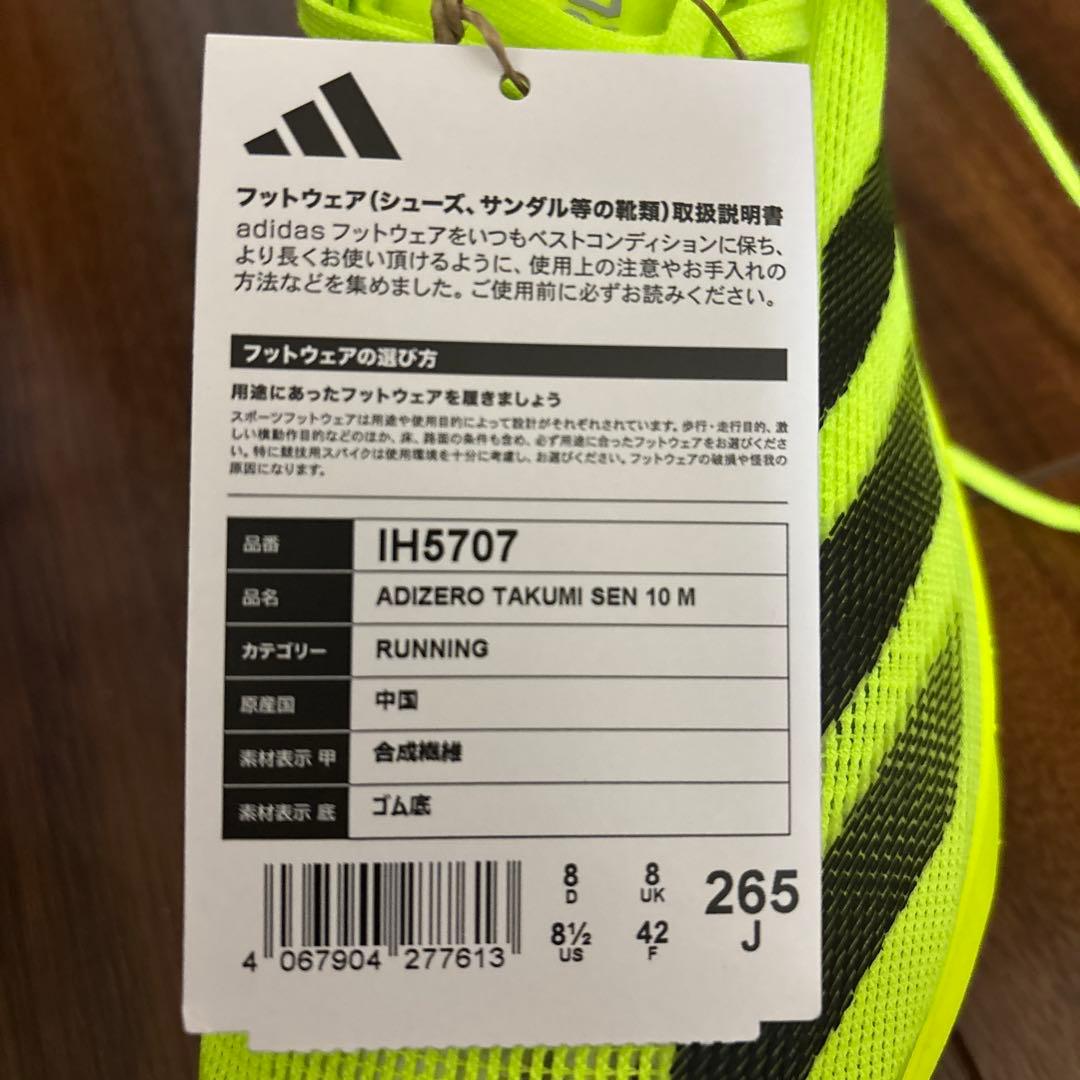 フットウェア(シューズ、サンダル等の靴類)取扱説明書
adidas フットウェアをいつもベストコンディションに保ち、
より長くお使い頂けるように、使用上の注意やお手入れの
方法などを集めました。ご使用前に必ずお読みください。
フットウェアの選び方
用途にあったフットウェアを履きましょう
スポーツフットウェアは用途や使用目的によって設計がそれぞれされています。歩行・走行目的、激
しい横動作目的などのほか、床、路面の条件も含め、必ず用途に合ったフットウェアをお選びくださ
い。特に競技用スパイクは使用環境を十分に考慮し、お選びください。フットウェアの破損や怪我の
原因になります。
品番 IH5707
品名 ADIZERO TAKUMI SEN 10 M
カテゴリー RUNNING
原産国 中国
素材表示 甲 合成繊維
素材表示 底 ゴム底
8 D 8 UK 265 J
8½ US 42 F
4 067904 277613